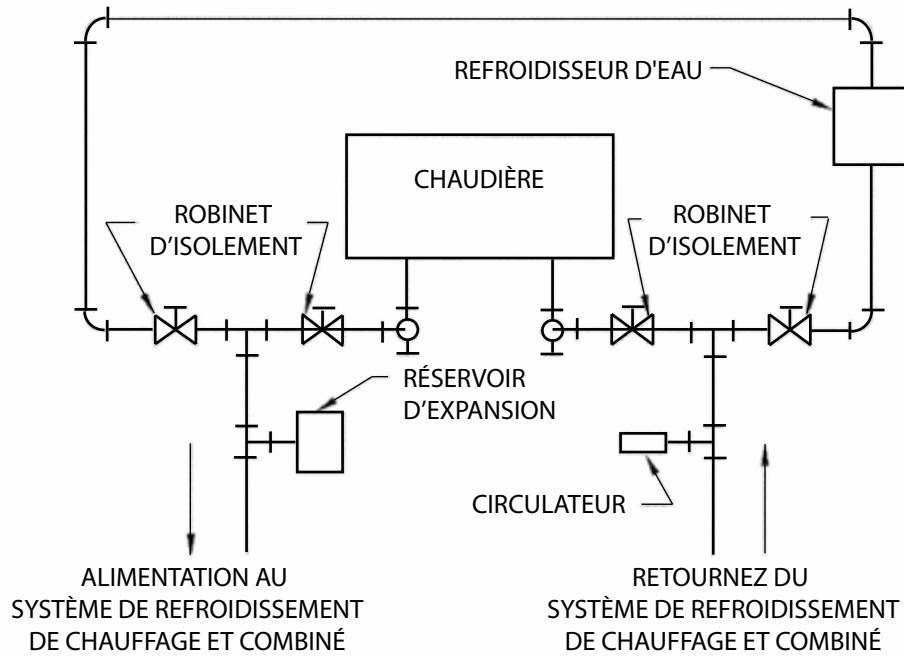 REFROIDISSEUR D'EAU
CHAUDIÈRE
ROBINET
D’ISOLEMENT
ROBINET
D’ISOLEMENT
RÉSERVOIR
D’EXPANSION
CIRCULATEUR
ALIMENTATION AU
SYSTÈME DE REFROIDISSEMENT
DE CHAUFFAGE ET COMBINÉ
RETOURNEZ DU
SYSTÈME DE REFROIDISSEMENT
DE CHAUFFAGE ET COMBINÉ